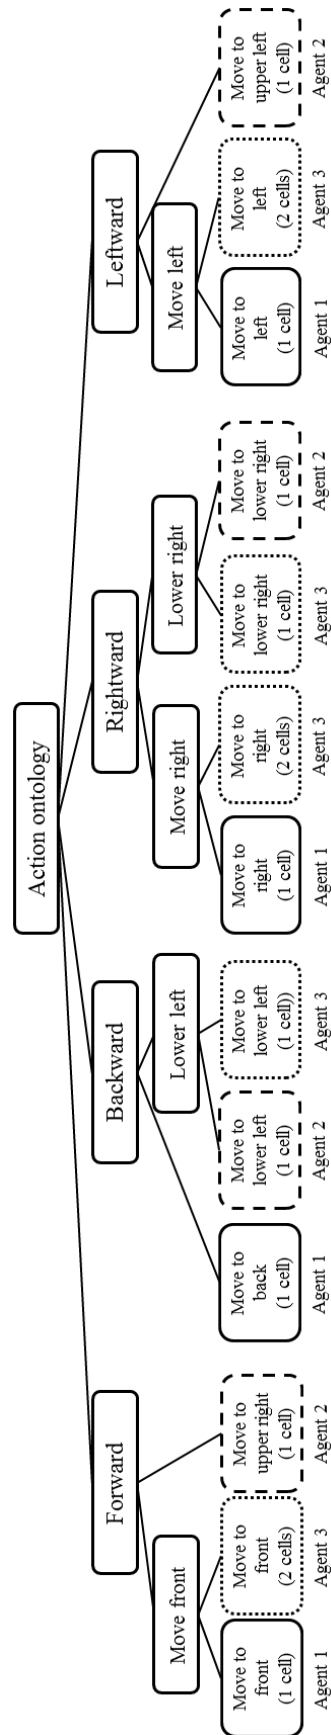 Action ontology
Forward
Backward
Rightward
Leftward
Move front
Lower left
Move right
Lower right
Move left
Move to
front
(1 cell)
Move to
front
(2 cells)
Move to
upper right
(1 cell)
Move to
back
(1 cell)
Move to
lower left
(1 cell)
Move to
lower left
(1 cell))
Move to
right
(1 cell)
Move to
right
(2 cells)
Move to
lower right
(1 cell)
Move to
lower right
(1 cell)
Move to
left
(1 cell)
Move to
left
(2 cells)
Move to
upper left
(1 cell)
Agent 1
Agent 3
Agent 2
Agent 1
Agent 2
Agent 3
Agent 1
Agent 3
Agent 3
Agent 2
Agent 1
Agent 3
Agent 2